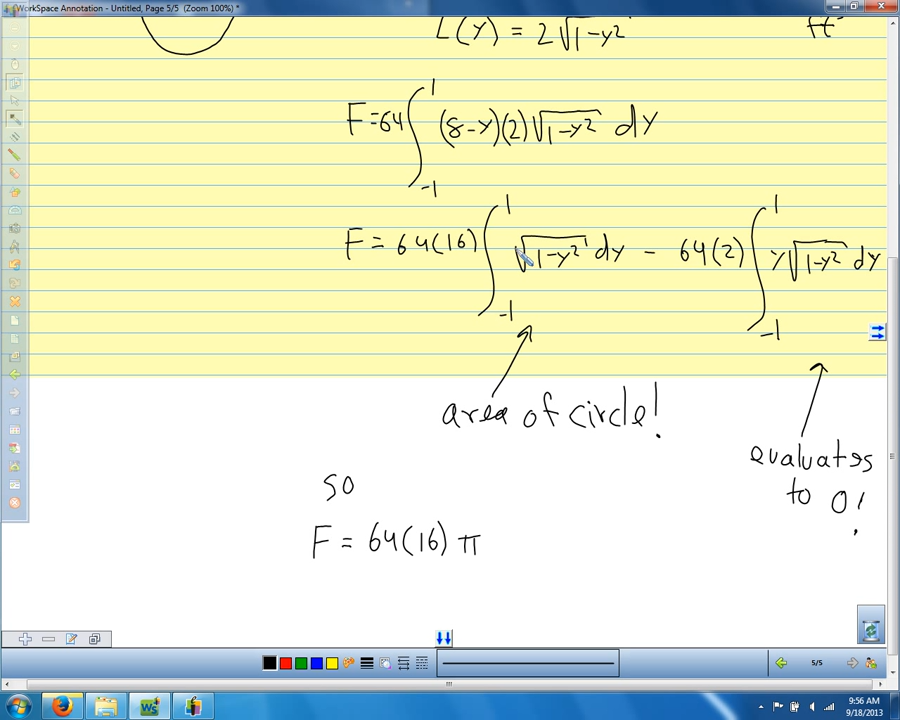 WorkSpace Annotation - Untitled, Page 5/5 (Zoom 100%) *
L(y) = 2√1-y²
ft³
F=64∫_{-1}^{1} (8-y)(2)√1-y² dy
F = 64(16)∫_{-1}^{1} √1-y² dy - 64(2)∫_{-1}^{1} y√1-y² dy
area of circle!
evaluates
to 0!
so
F = 64(16) π
5/5
9:56 AM
9/18/2013